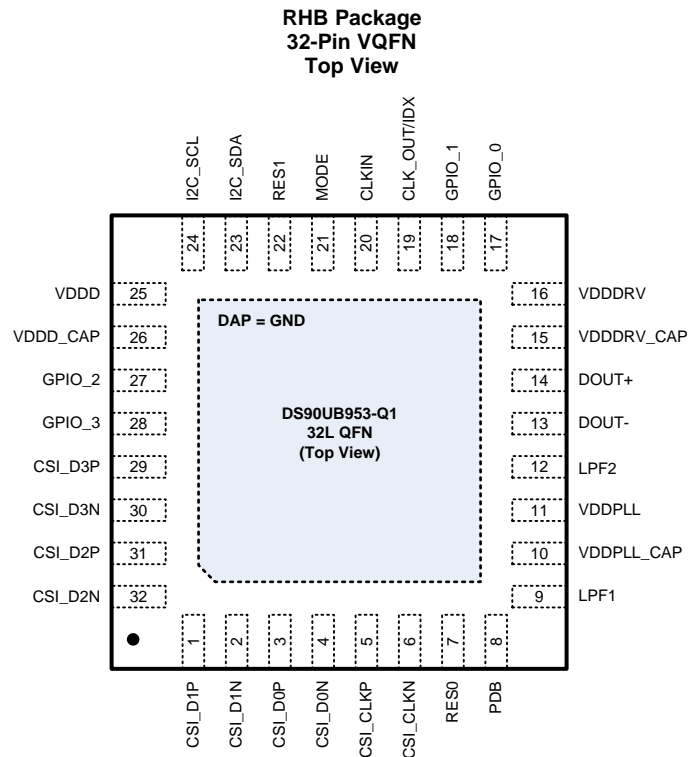 RHB Package
32-Pin VQFN
Top View
I2C_SCL
I2C_SDA
RES1
MODE
CLKIN
CLK_OUT/IDX
GPIO_1
GPIO_0
24
23
22
21
20
19
18
17
VDDD 25
VDDD_CAP 26
GPIO_2 27
GPIO_3 28
CSI_D3P 29
CSI_D3N 30
CSI_D2P 31
CSI_D2N 32
DAP = GND
DS90UB953-Q1
32L QFN
(Top View)
16 VDDDRV
15 VDDDRV_CAP
14 DOUT+
13 DOUT-
12 LPF2
11 VDDPLL
10 VDDPLL_CAP
9 LPF1
1
2
3
4
5
6
7
8
CSI_D1P
CSI_D1N
CSI_D0P
CSI_D0N
CSI_CLKP
CSI_CLKN
RES0
PDB